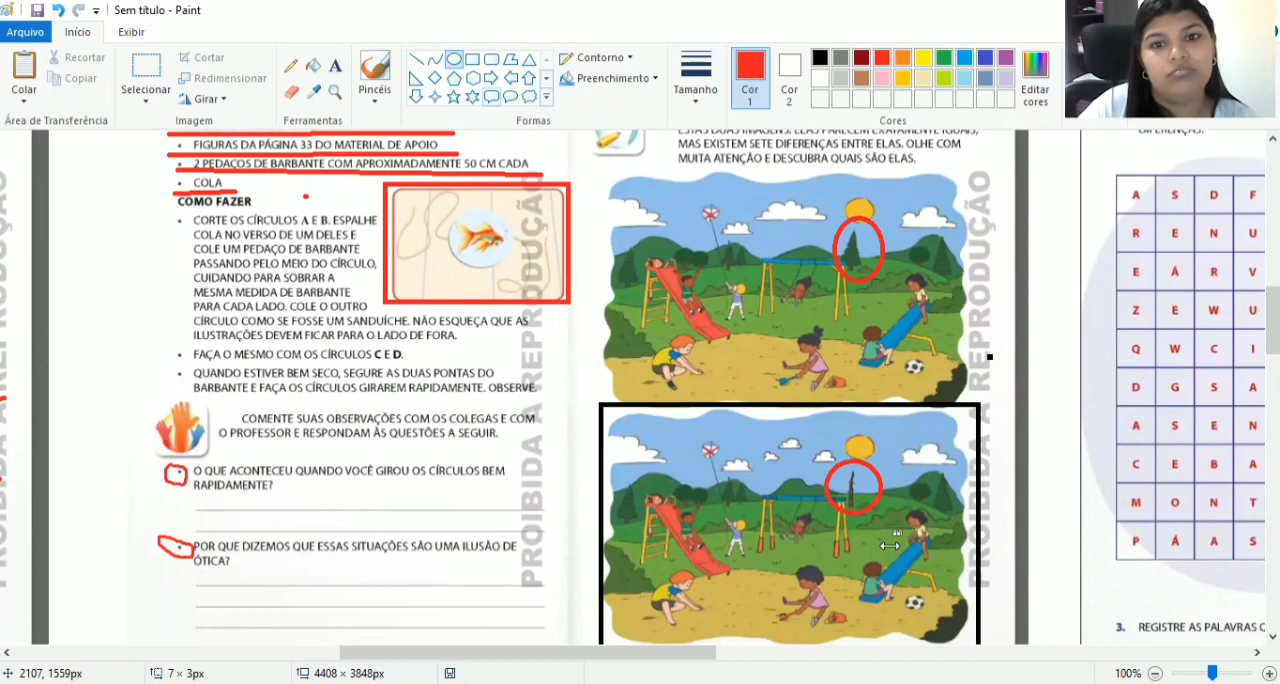 Sem título - Paint
Arquivo
Início
Exibir
Colar
Recortar
Copiar
Área de Transferência
Selecionar
Cortar
Redimensionar
Girar
Imagem
Ferramentas
Pincéis
Contorno
Preenchimento
Formas
Tamanho
Cor
1
Cor
2
Editar
cores
Cores
• FIGURAS DA PÁGINA 33 DO MATERIAL DE APOIO
• 2 PEDAÇOS DE BARBANTE COM APROXIMADAMENTE 50 CM CADA
• COLA
COMO FAZER
• CORTE OS CÍRCULOS A E B. ESPALHE
COLA NO VERSO DE UM DELES E
COLE UM PEDAÇO DE BARBANTE
PASSANDO PELO MEIO DO CÍRCULO,
CUIDANDO PARA SOBRAR A
MESMA MEDIDA DE BARBANTE
PARA CADA LADO. COLE O OUTRO
CÍRCULO COMO SE FOSSE UM SANDUÍCHE. NÃO ESQUEÇA QUE AS
ILUSTRAÇÕES DEVEM FICAR PARA O LADO DE FORA.
• FAÇA O MESMO COM OS CÍRCULOS C E D.
• QUANDO ESTIVER BEM SECO, SEGURE AS DUAS PONTAS DO
BARBANTE E FAÇA OS CÍRCULOS GIRAREM RAPIDAMENTE. OBSERVE.
COMENTE SUAS OBSERVAÇÕES COM OS COLEGAS E COM
O PROFESSOR E RESPONDAM ÀS QUESTÕES A SEGUIR.
• O QUE ACONTECEU QUANDO VOCÊ GIROU OS CÍRCULOS BEM
RAPIDAMENTE?
• POR QUE DIZEMOS QUE ESSAS SITUAÇÕES SÃO UMA ILUSÃO DE
ÓTICA?
PROIBIDA A REPRODUÇÃO
ESTAS DUAS IMAGENS. ELAS PARECEM EXATAMENTE IGUAIS,
MAS EXISTEM SETE DIFERENÇAS ENTRE ELAS. OLHE COM
MUITA ATENÇÃO E DESCUBRA QUAIS SÃO ELAS.
PROIBIDA A REPRODUÇÃO
DIFERENÇAS.
A S D F
R E N U
E Á R V
Z E W U
Q W C I
D G S A
A S E N
C E B A
M O N T
P Á A S
3. REGISTRE AS PALAVRAS
2107, 1559px
7 × 3px
4408 × 3848px
100%